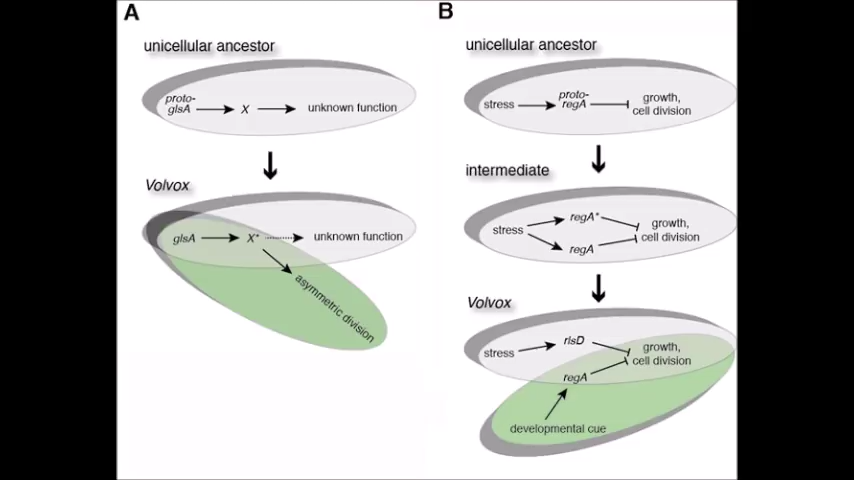 A
unicellular ancestor
proto-
glsA
X
unknown function
Volvox
glsA
X*
unknown function
asymmetric division
B
unicellular ancestor
stress
proto-
regA
growth,
cell division
intermediate
stress
regA*
regA
growth,
cell division
Volvox
stress
rlsD
regA
growth,
cell division
developmental cue